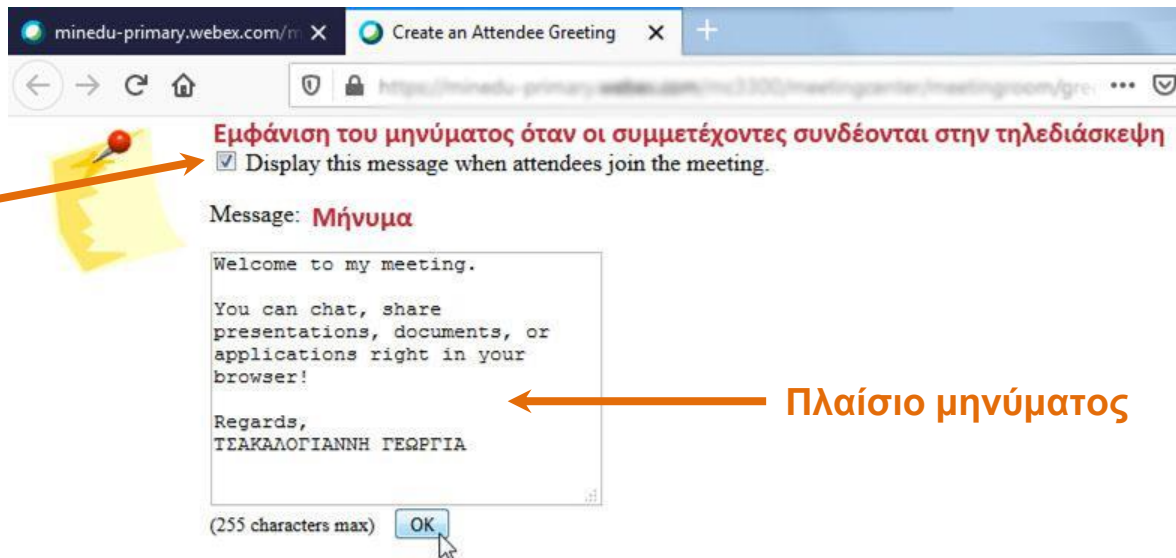 minedu-primary.webex.com/m
Create an Attendee Greeting
Εμφάνιση του μηνύματος όταν οι συμμετέχοντες συνδέονται στην τηλεδιάσκεψη
Display this message when attendees join the meeting.
Message: Μήνυμα
Welcome to my meeting.
You can chat, share
presentations, documents, or
applications right in your
browser!
Πλαίσιο μηνύματος
Regards,
ΤΣΑΚΑΛΟΓΙΑΝΝΗ ΓΕΩΡΓΙΑ
(255 characters max) OK